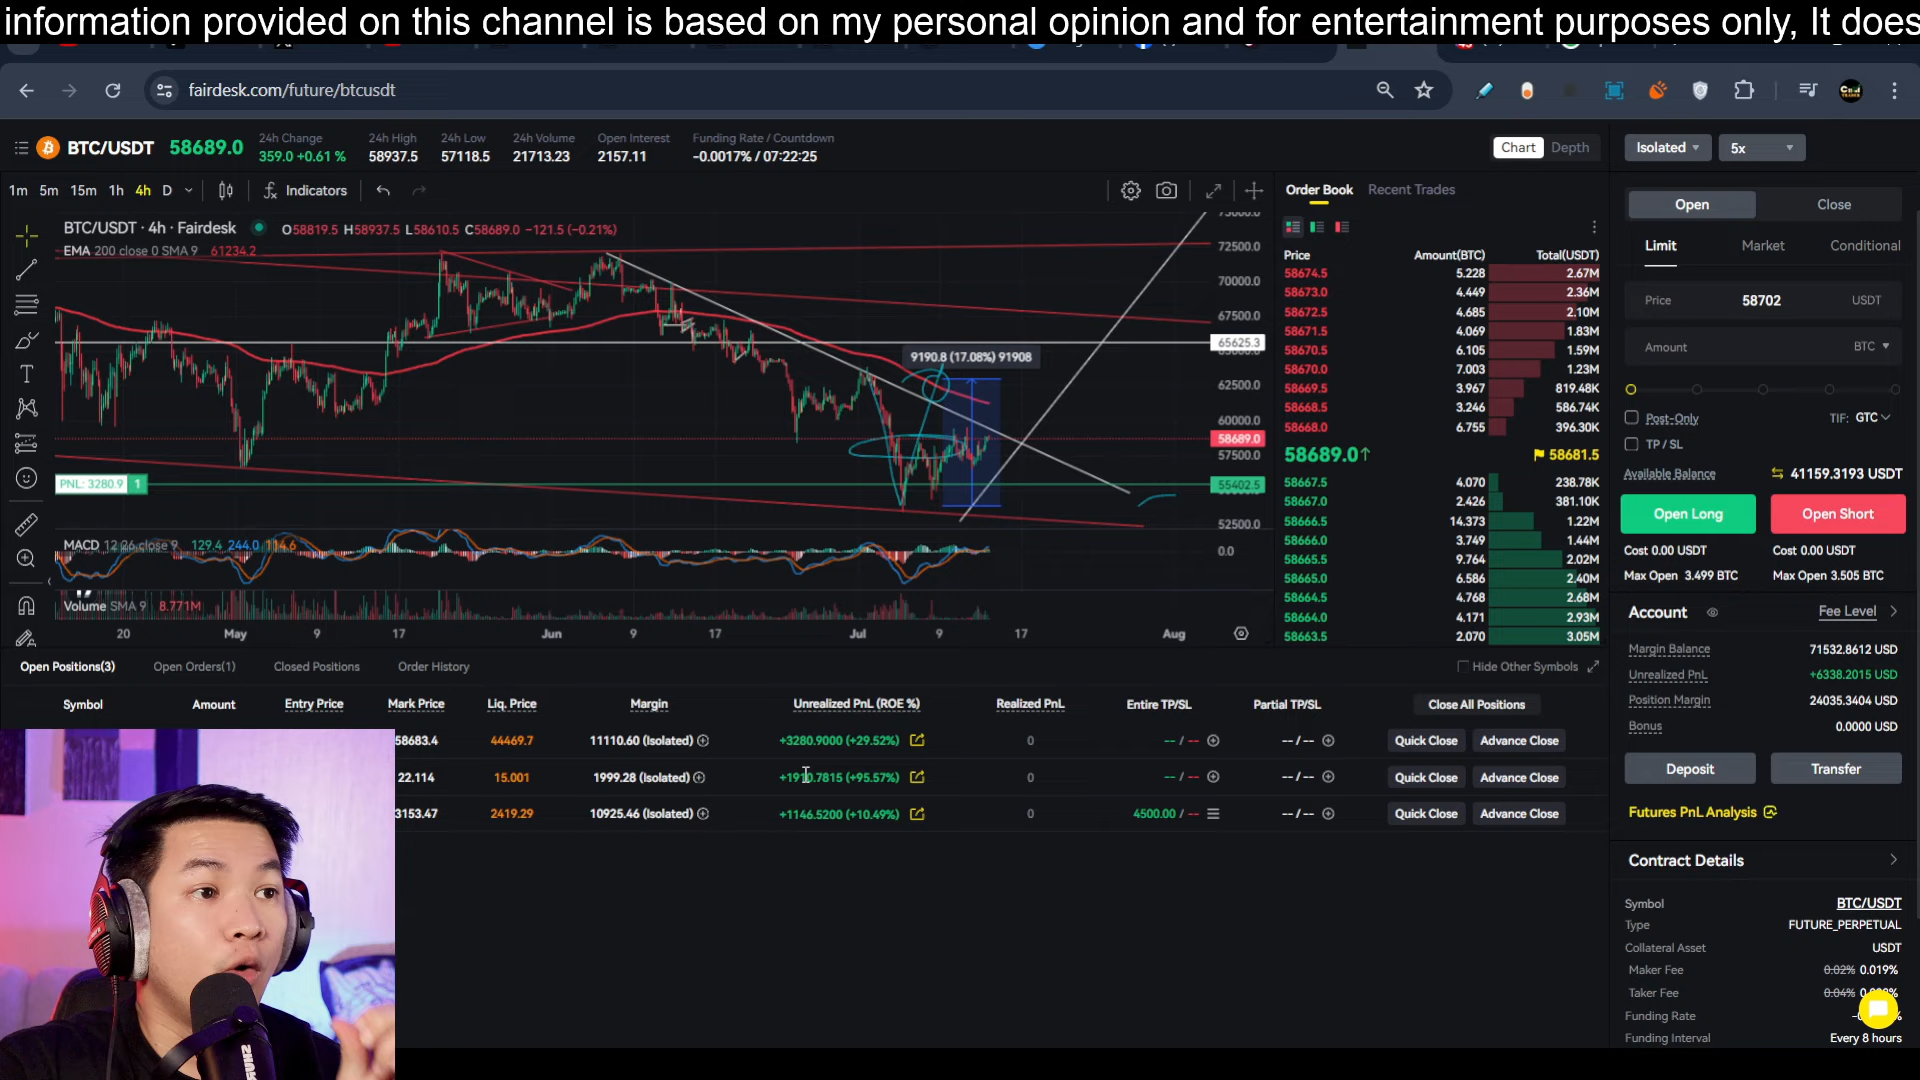 information provided on this channel is based on my personal opinion and for entertainment purposes only, It does
fairdesk.com/future/btcusdt
BTC/USDT 58689.0
24h Change 359.0 +0.61 %
24h High 58937.5
24h Low 57118.5
24h Volume 21713.23
Open Interest 2157.11
Funding Rate / Countdown -0.0017% / 07:22:25
Chart Depth
Isolated 5x
1m 5m 15m 1h 4h D Indicators
BTC/USDT · 4h · Fairdesk O58819.5 H58937.5 L58610.5 C58689.0 −121.5 (−0.21%)
EMA 200 close 0 SMA 9 61234.2
72500.0
70000.0
67500.0
65625.3
9190.8 (17.08%) 91908
62500.0
60000.0
58689.0
57500.0
PNL: 3280.9 1
55402.5
52500.0
MACD 12 26 close 9 129.4 244.0 114.6
0.0
Volume SMA 9 8.771M
20 May 9 17 Jun 9 17 Jul 9 17 Aug
Order Book Recent Trades
Price Amount(BTC) Total(USDT)
58674.5 5.228 2.67M
58673.0 4.449 2.36M
58672.5 4.685 2.10M
58671.5 4.069 1.83M
58670.5 6.105 1.59M
58670.0 7.003 1.23M
58669.5 3.967 819.48K
58668.5 3.246 586.74K
58668.0 6.755 396.30K
58689.0↑ 58681.5
58667.5 4.070 238.78K
58667.0 2.426 381.10K
58666.5 14.373 1.22M
58666.0 3.749 1.44M
58665.5 9.764 2.02M
58665.0 6.586 2.40M
58664.5 4.768 2.68M
58664.0 4.171 2.93M
58663.5 2.070 3.05M
Open Close
Limit Market Conditional
Price 58702 USDT
Amount BTC
Post-Only TIF: GTC
TP / SL
Available Balance 41159.3193 USDT
Open Long Open Short
Cost 0.00 USDT Cost 0.00 USDT
Max Open 3.499 BTC Max Open 3.505 BTC
Account Fee Level
Margin Balance 71532.8612 USD
Unrealized PnL +6338.2015 USD
Position Margin 24035.3404 USD
Bonus 0.0000 USD
Deposit Transfer
Futures PnL Analysis
Contract Details
Symbol BTC/USDT
Type FUTURE_PERPETUAL
Collateral Asset USDT
Maker Fee 0.02% 0.019%
Taker Fee 0.04%
Funding Rate
Funding Interval Every 8 hours
Open Positions(3) Open Orders(1) Closed Positions Order History Hide Other Symbols
Symbol Amount Entry Price Mark Price Liq. Price Margin Unrealized PnL (ROE %) Realized PnL Entire TP/SL Partial TP/SL Close All Positions
58683.4 44469.7 11110.60 (Isolated) +3280.9000 (+29.52%) 0 -- / -- -- / -- Quick Close Advance Close
22.114 15.001 1999.28 (Isolated) +1910.7815 (+95.57%) 0 -- / -- -- / -- Quick Close Advance Close
3153.47 2419.29 10925.46 (Isolated) +1146.5200 (+10.49%) 0 4500.00 / -- -- / -- Quick Close Advance Close